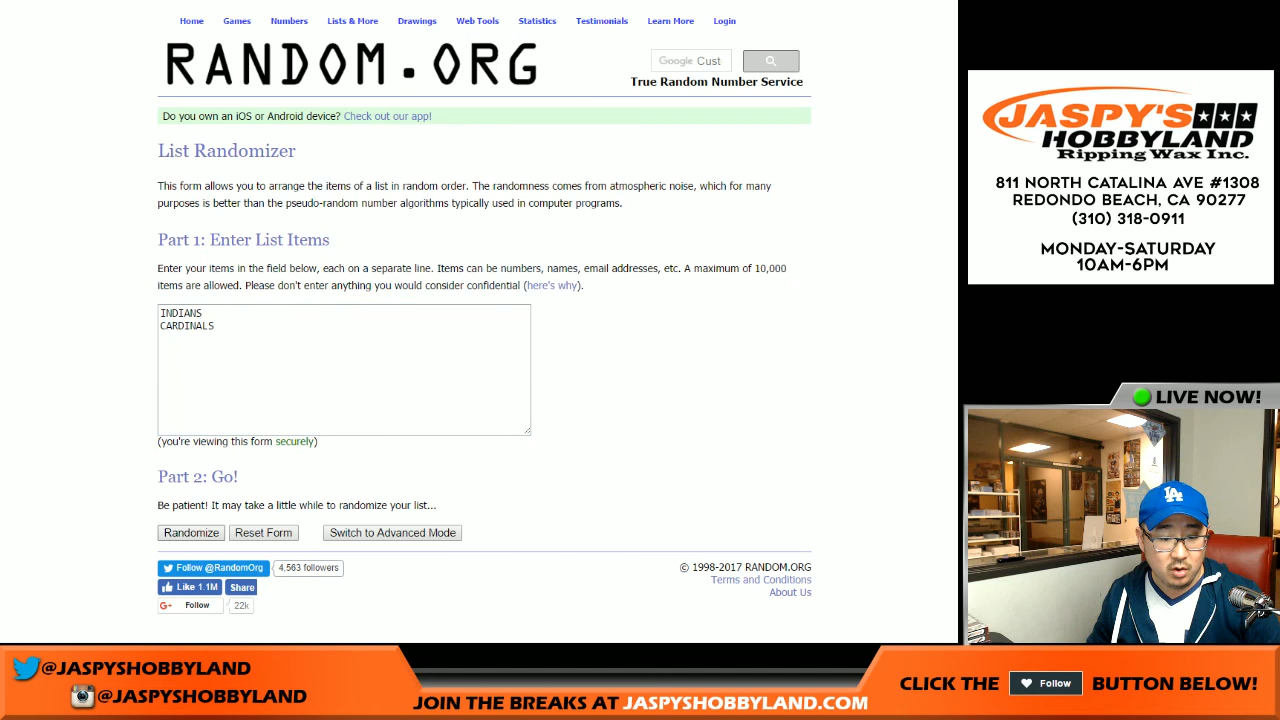 Home Games Numbers Lists & More Drawings Web Tools Statistics Testimonials Learn More Login
RANDOM.ORG
Google Cust
True Random Number Service
Do you own an iOS or Android device? Check out our app!
List Randomizer
This form allows you to arrange the items of a list in random order. The randomness comes from atmospheric noise, which for many
purposes is better than the pseudo-random number algorithms typically used in computer programs.
Part 1: Enter List Items
Enter your items in the field below, each on a separate line. Items can be numbers, names, email addresses, etc. A maximum of 10,000
items are allowed. Please don't enter anything you would consider confidential (here's why).
INDIANS
CARDINALS
(you're viewing this form securely)
Part 2: Go!
Be patient! It may take a little while to randomize your list...
Randomize Reset Form Switch to Advanced Mode
Follow @RandomOrg 4,563 followers
Like 1.1M Share
G+ Follow 22k
© 1998-2017 RANDOM.ORG
Terms and Conditions
About Us
JASPY'S
HOBBYLAND
Ripping Wax Inc.
811 NORTH CATALINA AVE #1308
REDONDO BEACH, CA 90277
(310) 318-0911
MONDAY-SATURDAY
10AM-6PM
LIVE NOW!
LA
@JASPYSHOBBYLAND
@JASPYSHOBBYLAND
JOIN THE BREAKS AT JASPYSHOBBYLAND.COM
CLICK THE Follow BUTTON BELOW!